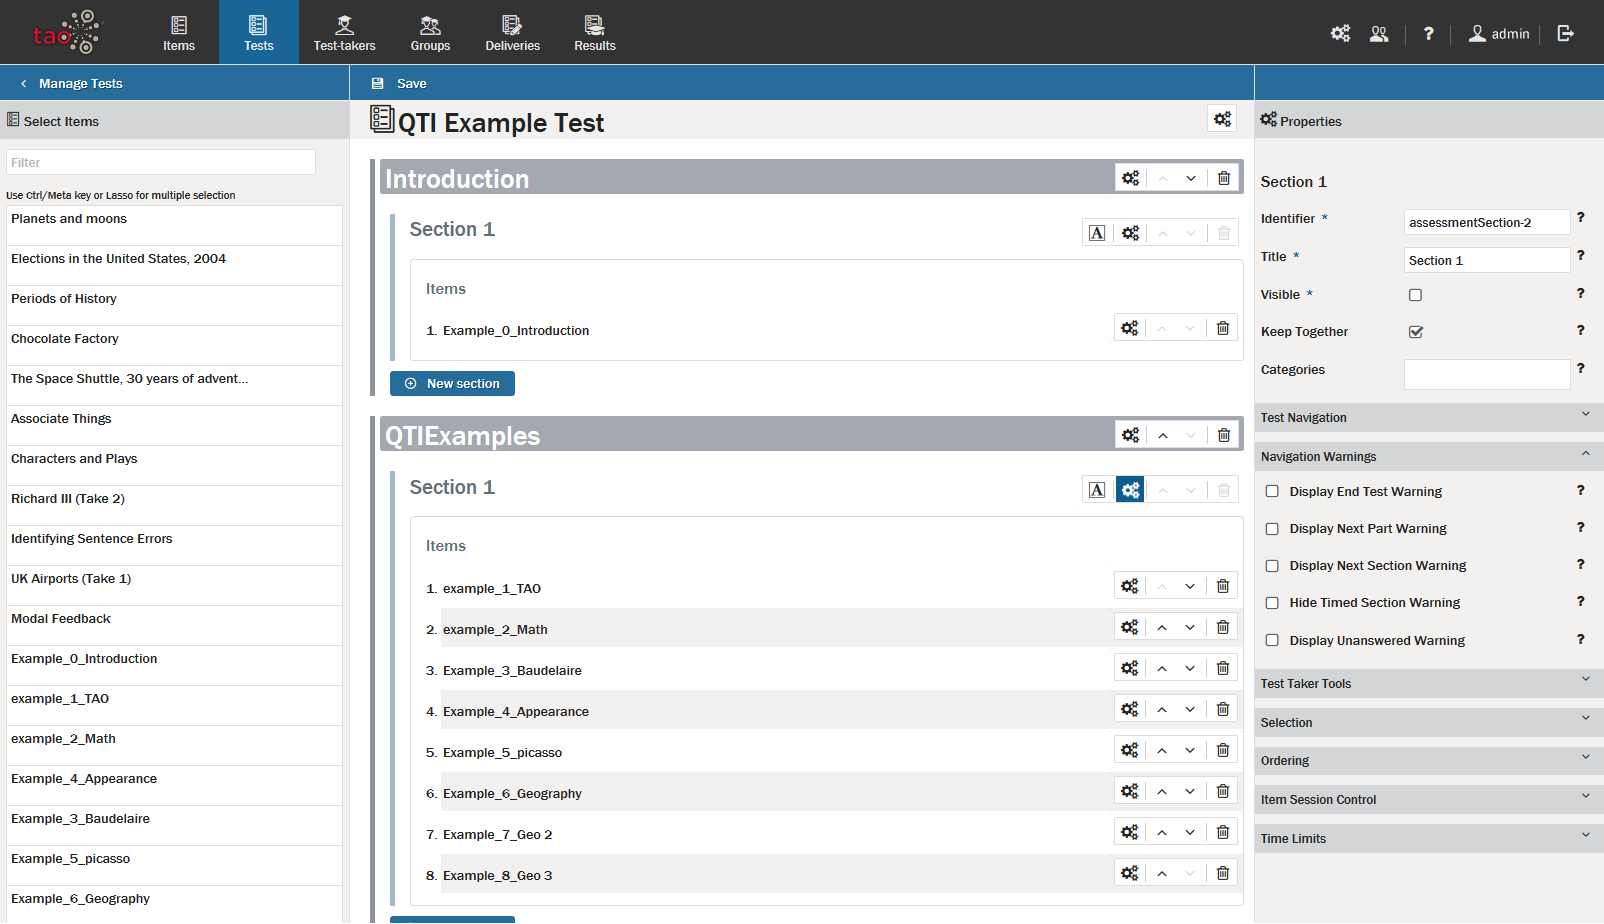 tao
Items
Tests
Test-takers
Groups
Deliveries
Results
?
admin
Manage Tests
Save
Select Items
Filter
Use Ctrl/Meta key or Lasso for multiple selection
Planets and moons
Elections in the United States, 2004
Periods of History
Chocolate Factory
The Space Shuttle, 30 years of advent...
Associate Things
Characters and Plays
Richard III (Take 2)
Identifying Sentence Errors
UK Airports (Take 1)
Modal Feedback
Example_0_Introduction
example_1_TAO
example_2_Math
Example_4_Appearance
Example_3_Baudelaire
Example_5_picasso
Example_6_Geography
QTI Example Test
Introduction
Section 1
A
Items
1. Example_0_Introduction
New section
QTIExamples
Section 1
A
Items
1. example_1_TAO
2. example_2_Math
3. Example_3_Baudelaire
4. Example_4_Appearance
5. Example_5_picasso
6. Example_6_Geography
7. Example_7_Geo 2
8. Example_8_Geo 3
Properties
Section 1
Identifier * assessmentSection-2 ?
Title * Section 1 ?
Visible * ?
Keep Together ?
Categories ?
Test Navigation
Navigation Warnings
Display End Test Warning ?
Display Next Part Warning ?
Display Next Section Warning ?
Hide Timed Section Warning ?
Display Unanswered Warning ?
Test Taker Tools
Selection
Ordering
Item Session Control
Time Limits